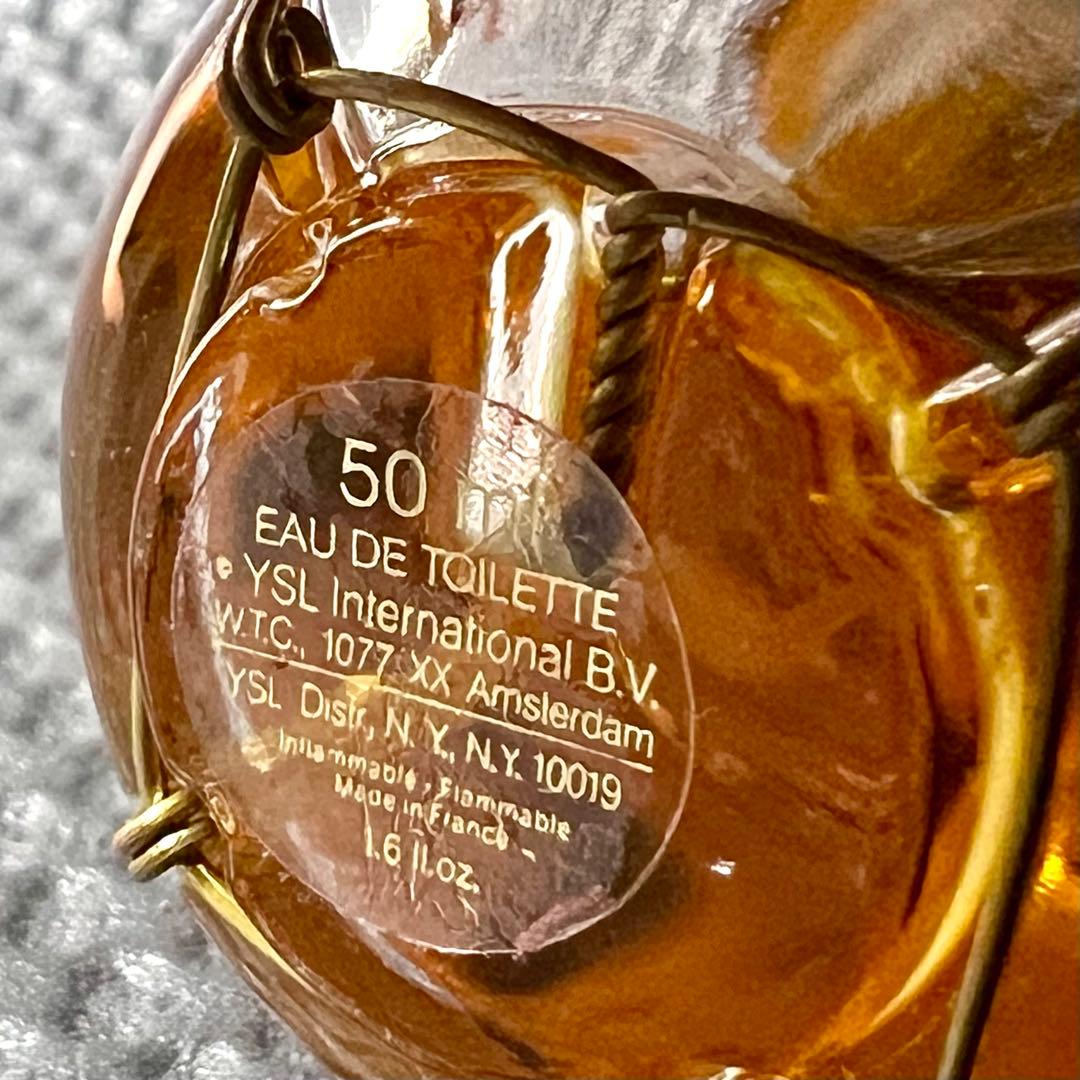 50
EAU DE TOILETTE
• YSL International B.V.
W.T.C., 1077 XX Amsterdam
YSL Distr, N.Y., N.Y. 10019
Inflammable - Flammable
Made in France -
1.6 fl.oz.